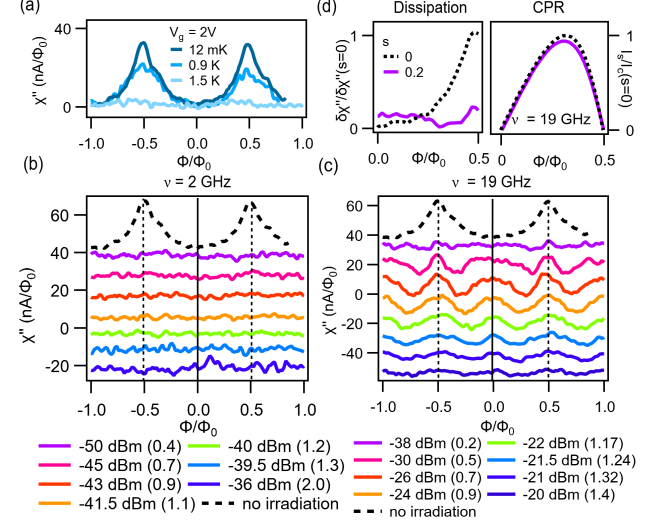 (a)
χ'' (nA/Φ0)
40
0
V_g = 2V
12 mK
0.9 K
1.5 K
-1.0 -0.5 0.0 0.5 1.0
Φ/Φ0
(d)
Dissipation
CPR
δχ''/δχ''(s=0)
1
0
s
0
0.2
ν = 19 GHz
1
0
I_s/I_c(s=0)
0.0 Φ/Φ0 0.5
0.0 Φ/Φ0 0.5
(b)
ν = 2 GHz
χ'' (nA/Φ0)
60
40
20
0
-20
-1.0 -0.5 0.0 0.5 1.0
Φ/Φ0
-50 dBm (0.4)
-45 dBm (0.7)
-43 dBm (0.9)
-41.5 dBm (1.1)
-40 dBm (1.2)
-39.5 dBm (1.3)
-36 dBm (2.0)
no irradiation
(c)
ν = 19 GHz
χ'' (nA/Φ0)
60
40
20
0
-20
-40
-1.0 -0.5 0.0 0.5 1.0
Φ/Φ0
-38 dBm (0.2)
-30 dBm (0.5)
-26 dBm (0.7)
-24 dBm (0.9)
no irradiation
-22 dBm (1.17)
-21.5 dBm (1.24)
-21 dBm (1.32)
-20 dBm (1.4)